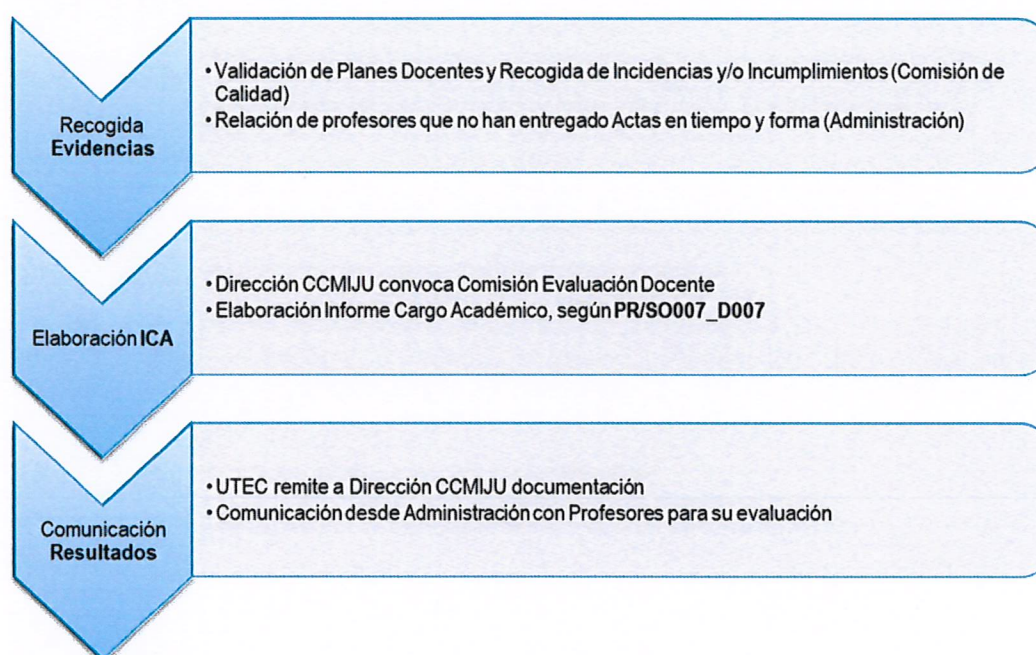 Recogida
Evidencias
• Validación de Planes Docentes y Recogida de Incidencias y/o Incumplimientos (Comisión de
Calidad)
• Relación de profesores que no han entregado Actas en tiempo y forma (Administración)
Elaboración ICA
• Dirección CCMIJU convoca Comisión Evaluación Docente
• Elaboración Informe Cargo Académico, según PR/SO007_D007
Comunicación
Resultados
• UTEC remite a Dirección CCMIJU documentación
• Comunicación desde Administración con Profesores para su evaluación